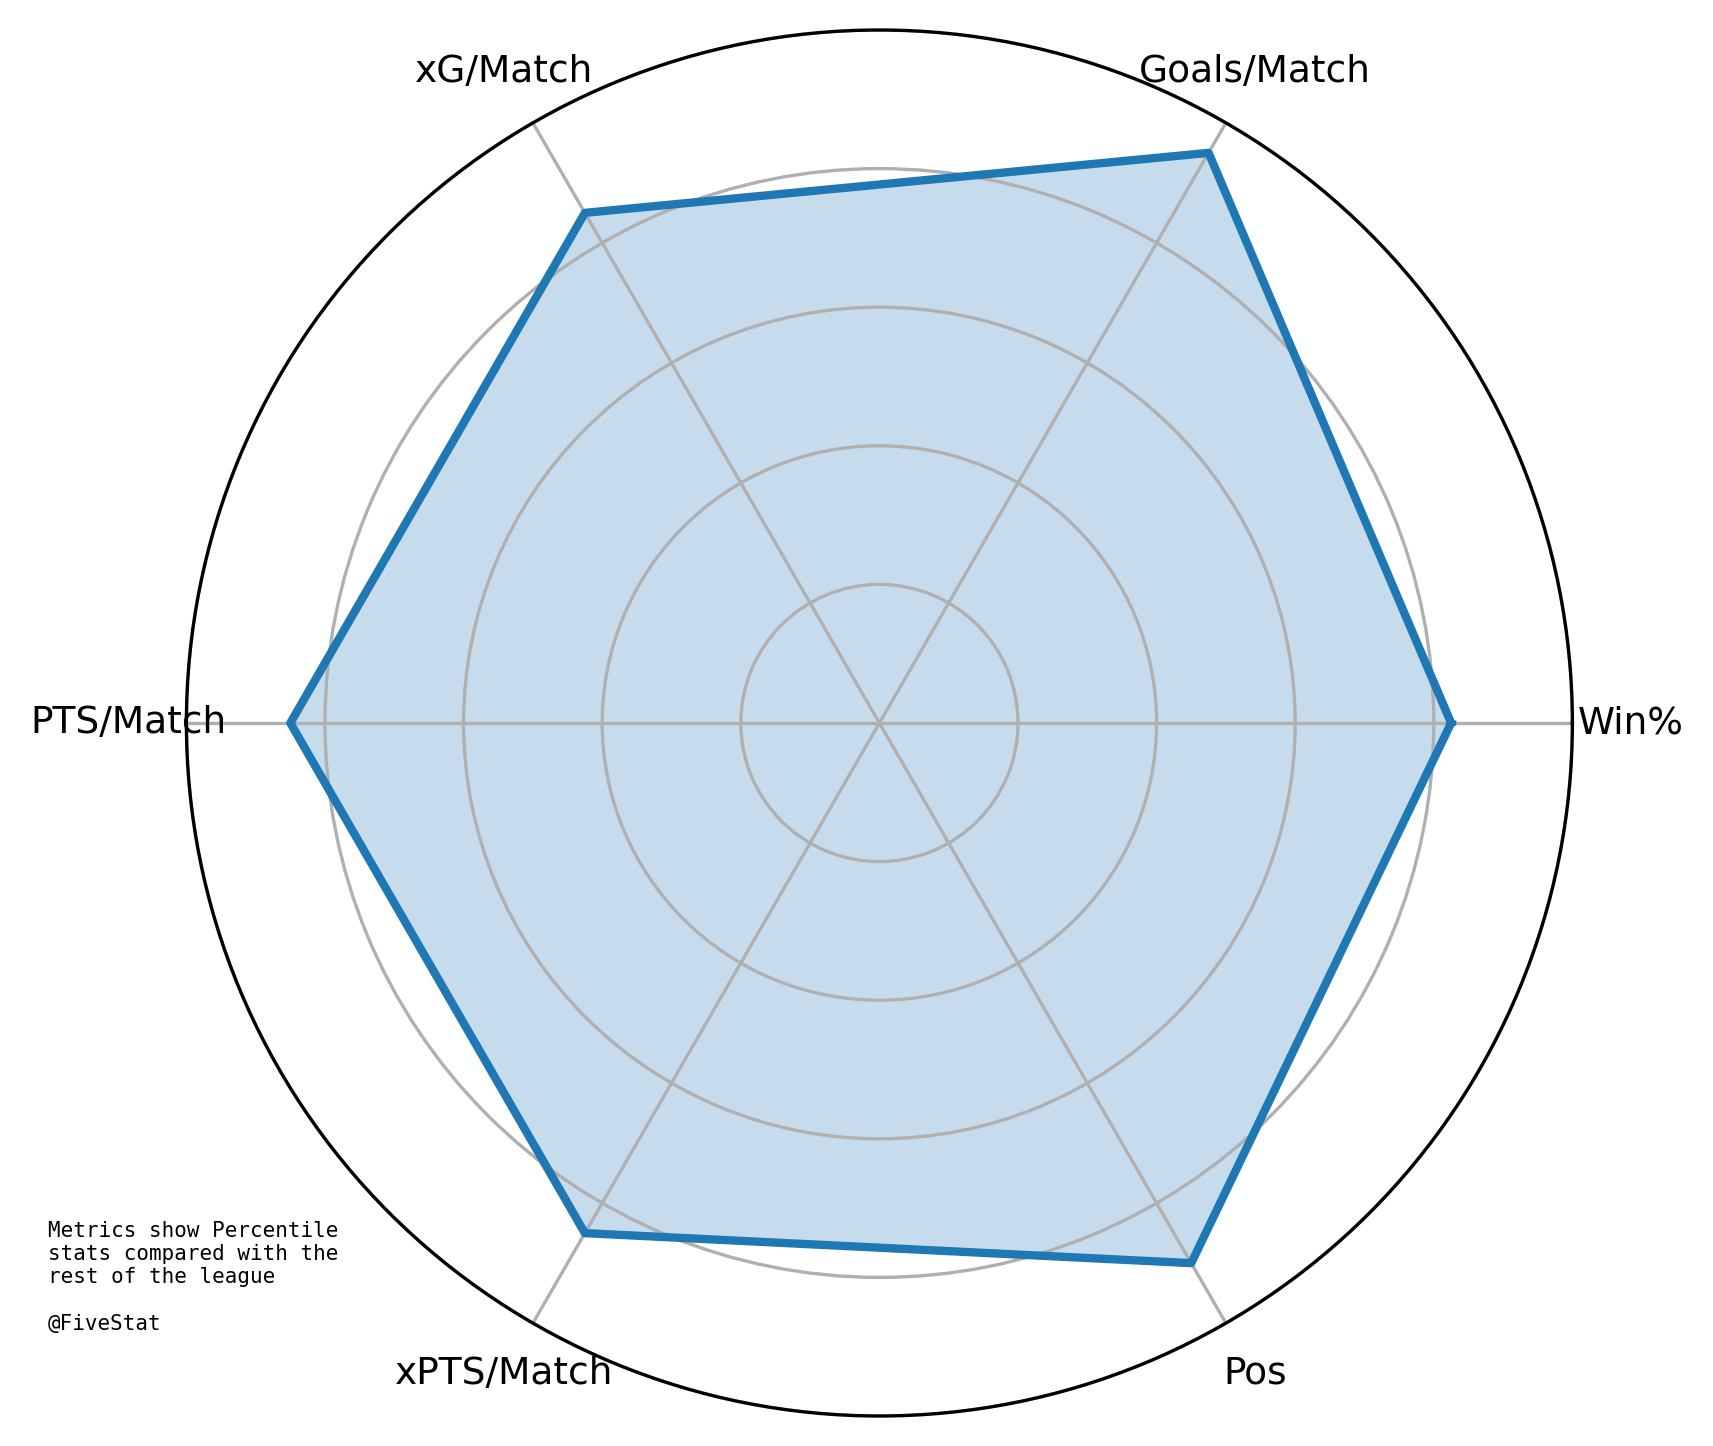 xG/Match
Goals/Match
PTS/Match
Win%
Metrics show Percentile
stats compared with the
rest of the league
@FiveStat
xPTS/Match
Pos